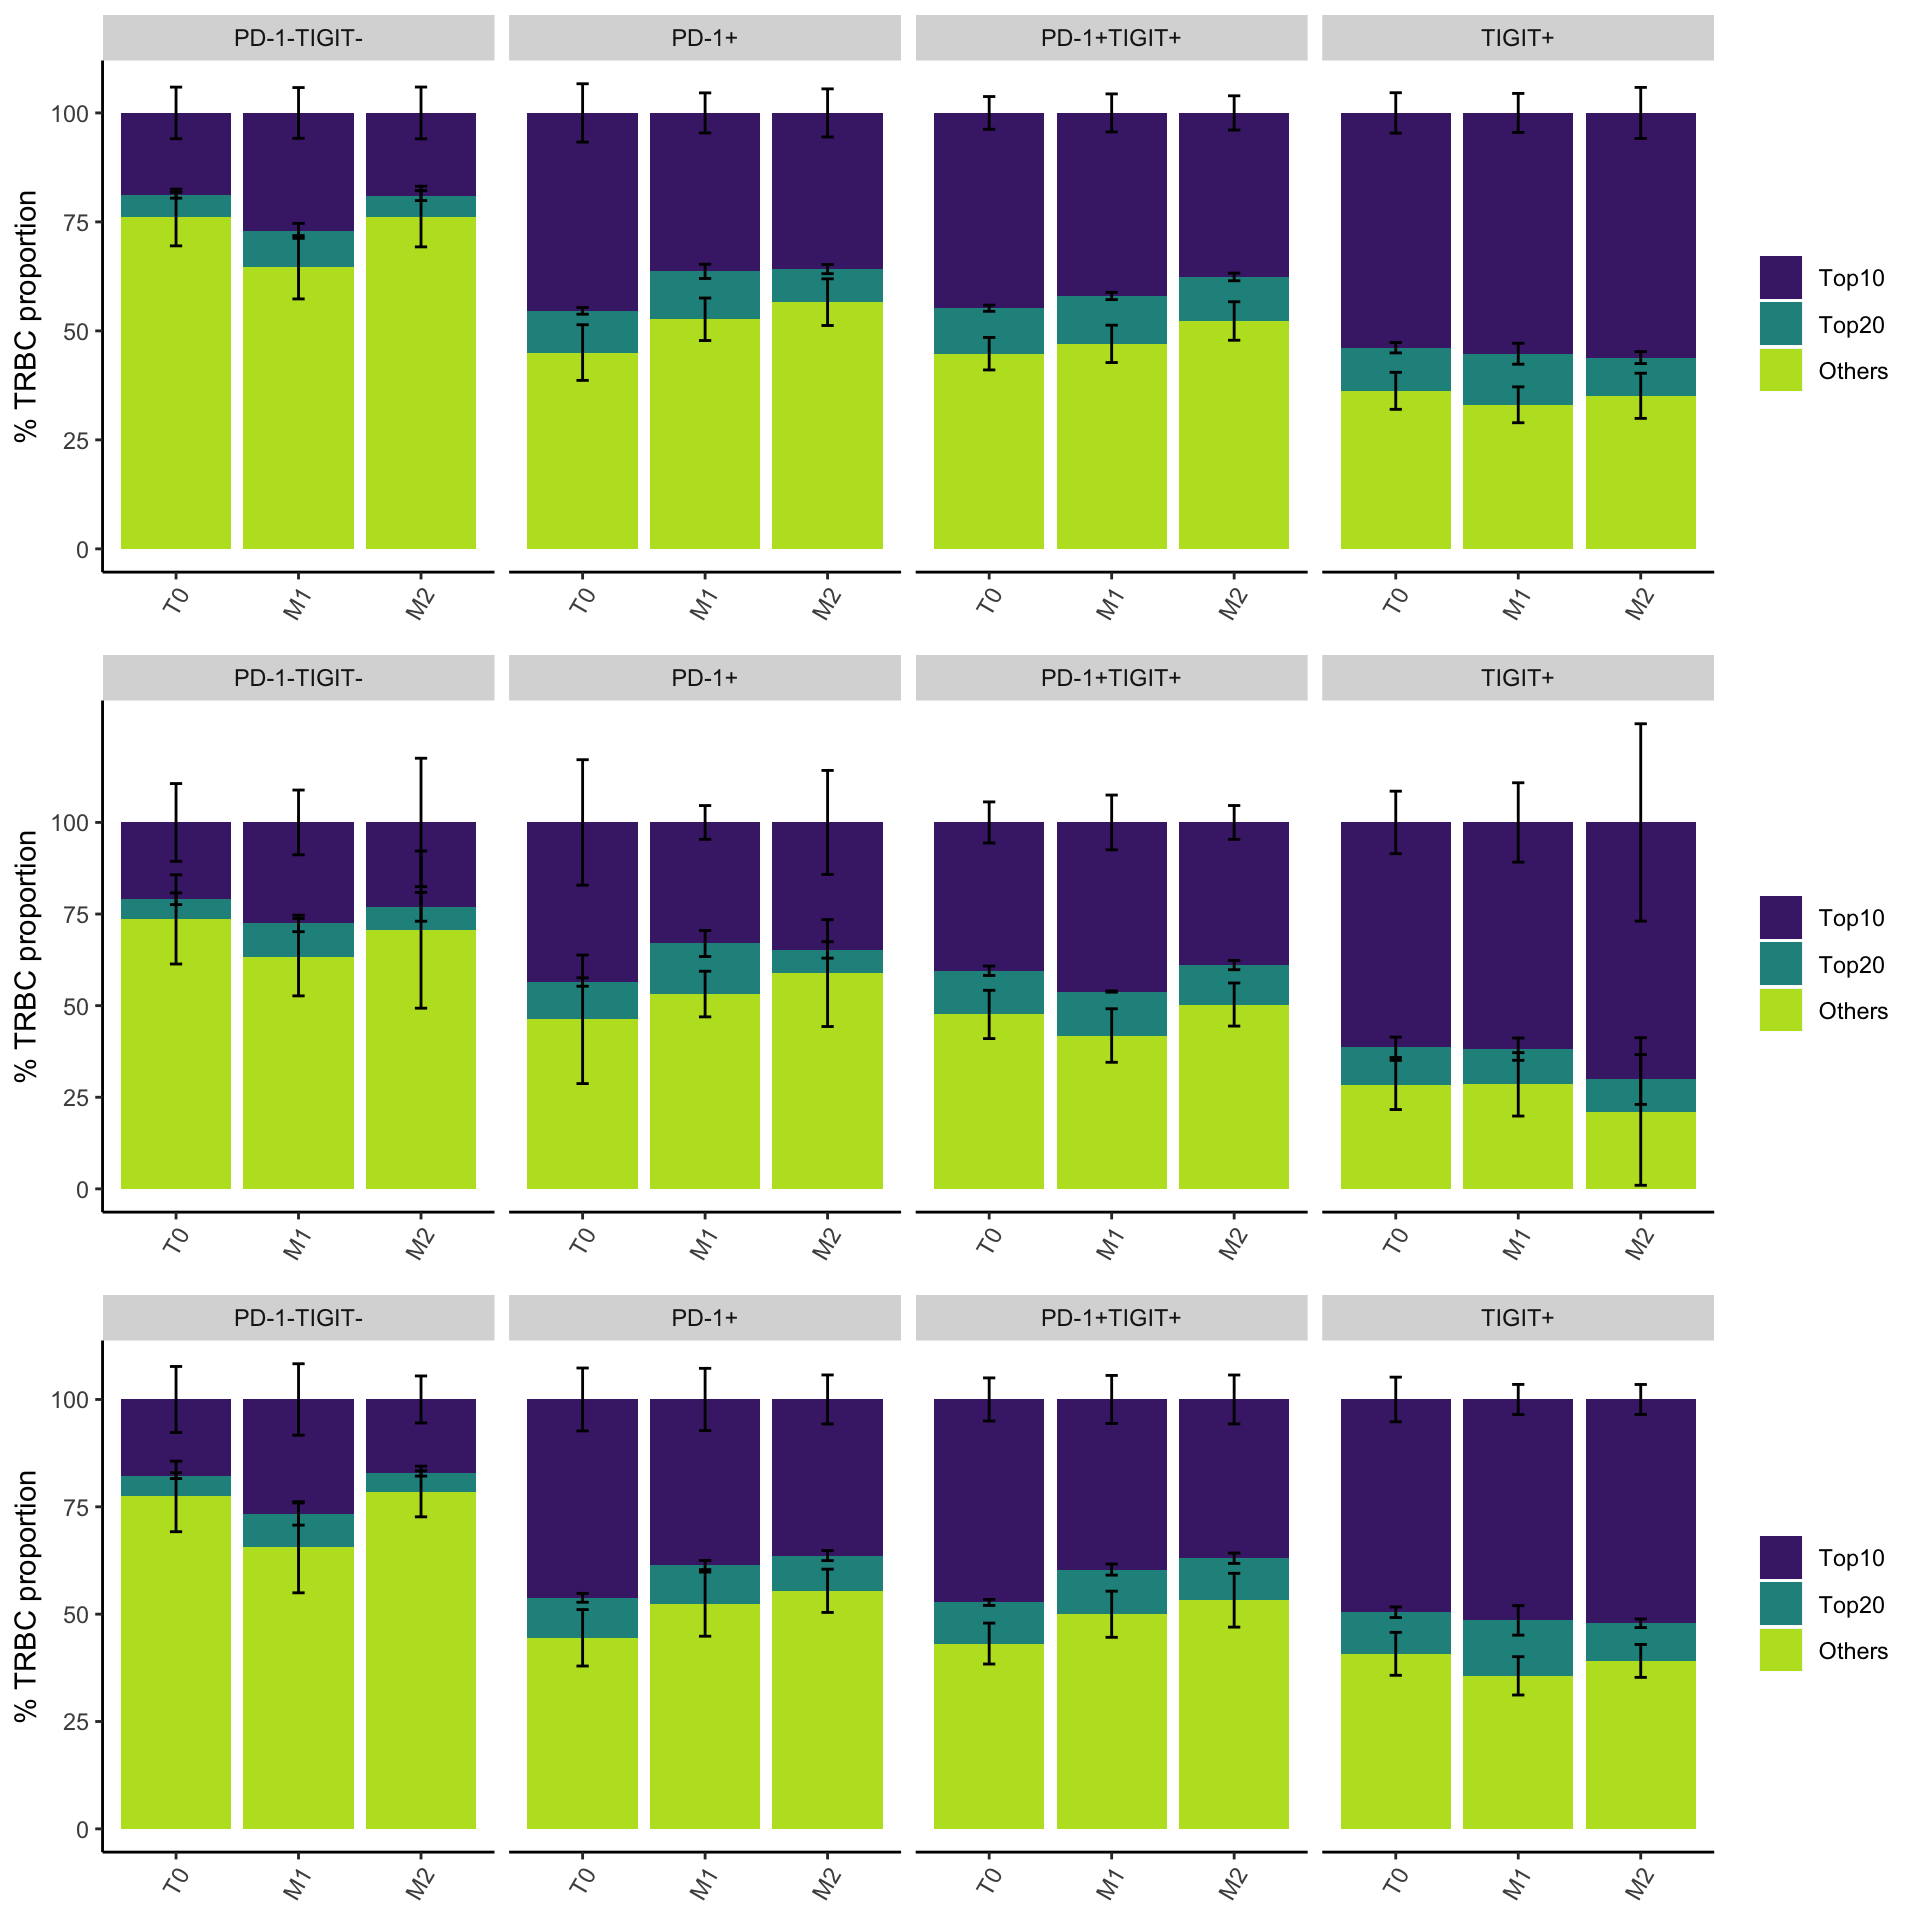 PD-1-TIGIT- PD-1+ PD-1+TIGIT+ TIGIT+
% TRBC proportion
100
75
50
25
0
Top10
Top20
Others
T0 M1 M2 T0 M1 M2 T0 M1 M2 T0 M1 M2
PD-1-TIGIT- PD-1+ PD-1+TIGIT+ TIGIT+
% TRBC proportion
100
75
50
25
0
Top10
Top20
Others
T0 M1 M2 T0 M1 M2 T0 M1 M2 T0 M1 M2
PD-1-TIGIT- PD-1+ PD-1+TIGIT+ TIGIT+
% TRBC proportion
100
75
50
25
0
Top10
Top20
Others
T0 M1 M2 T0 M1 M2 T0 M1 M2 T0 M1 M2